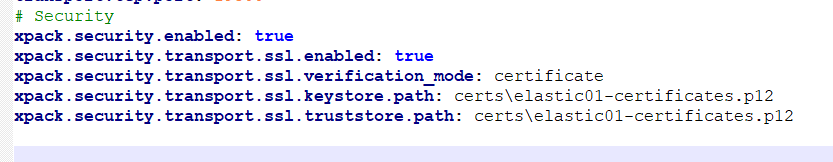 # Security
xpack.security.enabled: true
xpack.security.transport.ssl.enabled: true
xpack.security.transport.ssl.verification_mode: certificate
xpack.security.transport.ssl.keystore.path: certs\elastic01-certificates.p12
xpack.security.transport.ssl.truststore.path: certs\elastic01-certificates.p12